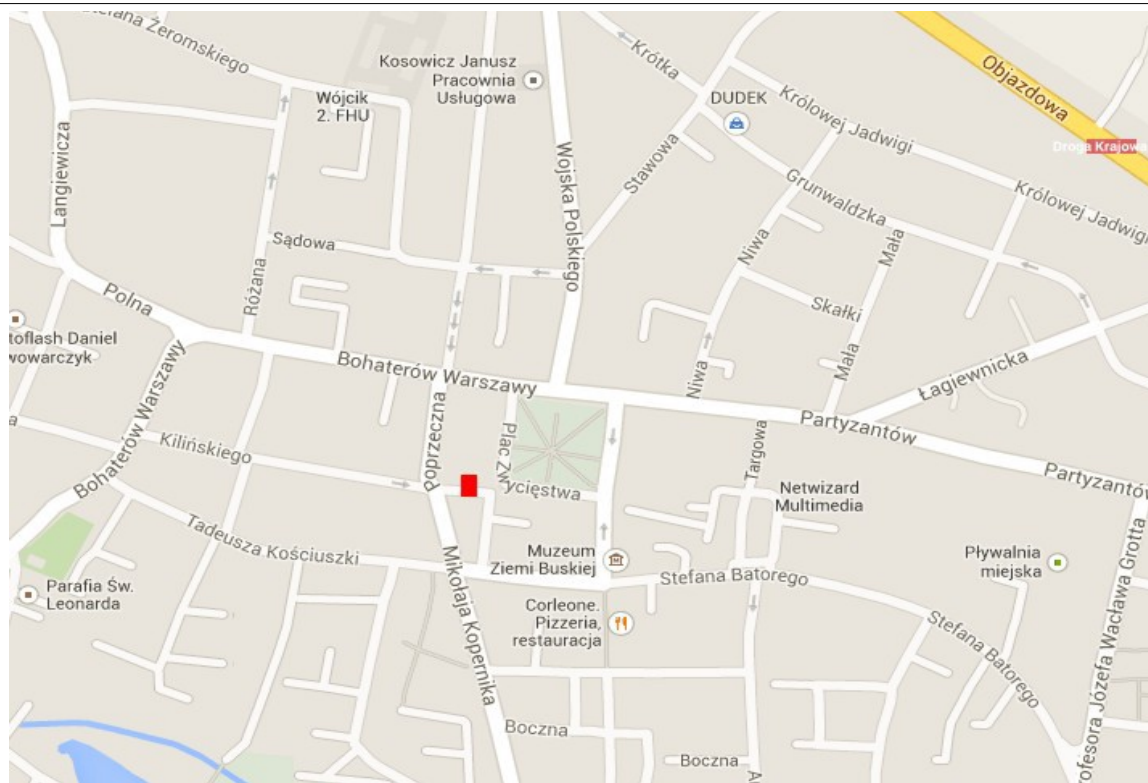 Stefana Żeromskiego
Kosowicz Janusz
Pracownia
Usługowa
Krótka
Objazdowa
Wójcik
2. FHU
DUDEK
Królowej Jadwigi
Droga Krajowa
Langiewicza
Wojska Polskiego
Stawowa
Grunwaldzka
Królowej Jadwigi
Sądowa
Niwa
Mała
Różana
Skałki
Polna
toflash Daniel
wowarczyk
Bohaterów Warszawy
Niwa
Mała
Łagiewnicka
Bohaterów Warszawy
Partyzantów
Kilińskiego
Poprzeczna
Plac Zwycięstwa
Targowa
Partyzantów
Netwizard
Multimedia
Tadeusza Kościuszki
Muzeum
Ziemi Buskiej
Stefana Batorego
Pływalnia
miejska
Parafia Św.
Leonarda
Mikołaja Kopernika
Corleone.
Pizzeria,
restauracja
Stefana Batorego
Profesora Józefa Wacława Grotta
Boczna
Boczna